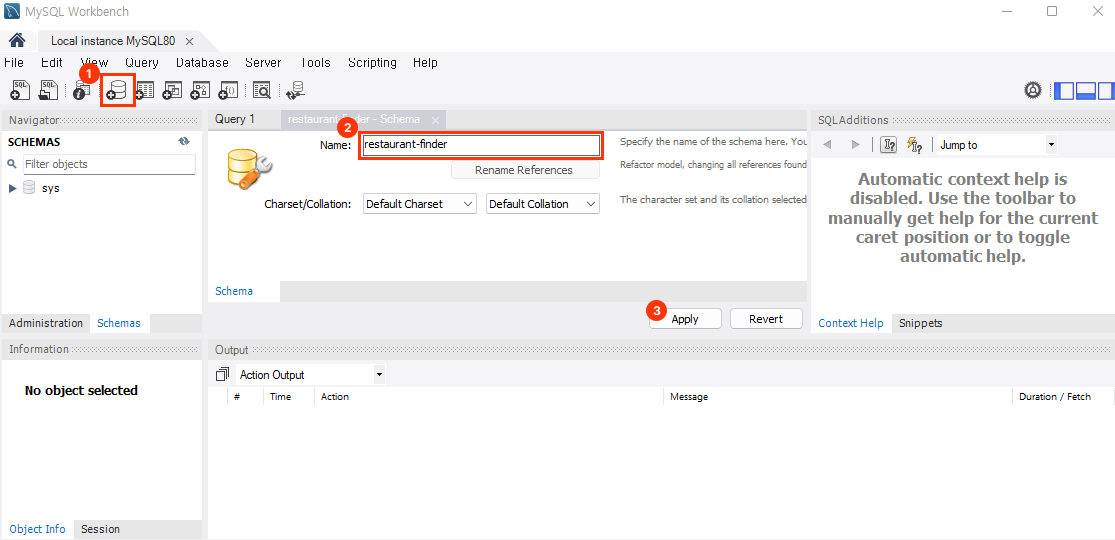 MySQL Workbench
Local instance MySQL80
File Edit View Query Database Server Tools Scripting Help
1
SQL SQL
Navigator
SCHEMAS
Filter objects
sys
Administration Schemas
Query 1 restaurant-finder - Schema
2
Name: restaurant-finder
Rename References
Charset/Collation: Default Charset Default Collation
Specify the name of the schema here. You
Refactor model, changing all references found
The character set and its collation selected
Schema
3
Apply Revert
SQLAdditions
Jump to
Automatic context help is
disabled. Use the toolbar to
manually get help for the current
caret position or to toggle
automatic help.
Context Help Snippets
Information
No object selected
Object Info Session
Output
Action Output
# Time Action Message Duration / Fetch